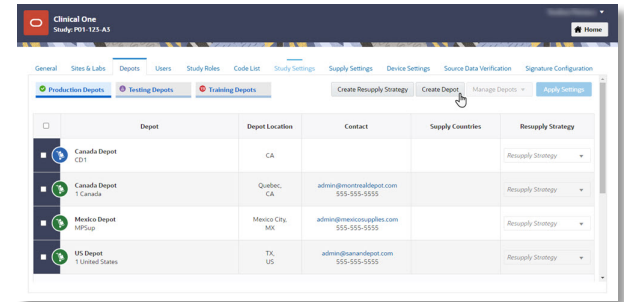 Clinical One
Study: P01-123-A3
Home
General Sites & Labs Depots Users Study Roles Code List Study Settings Supply Settings Device Settings Source Data Verification Signature Configuration
Production Depots Testing Depots Training Depots Create Resupply Strategy Create Depot Manage Depots Apply Settings
Depot Depot Location Contact Supply Countries Resupply Strategy
Canada Depot
CD1
CA
Resupply Strategy
Canada Depot
1 Canada
Quebec,
CA
admin@montrealdepot.com
555-555-5555
Resupply Strategy
Mexico Depot
MPSup
Mexico City,
MX
admin@mexicosupplies.com
555-555-5555
Resupply Strategy
US Depot
1 United States
TX,
US
admin@sanandepot.com
555-555-5555
Resupply Strategy